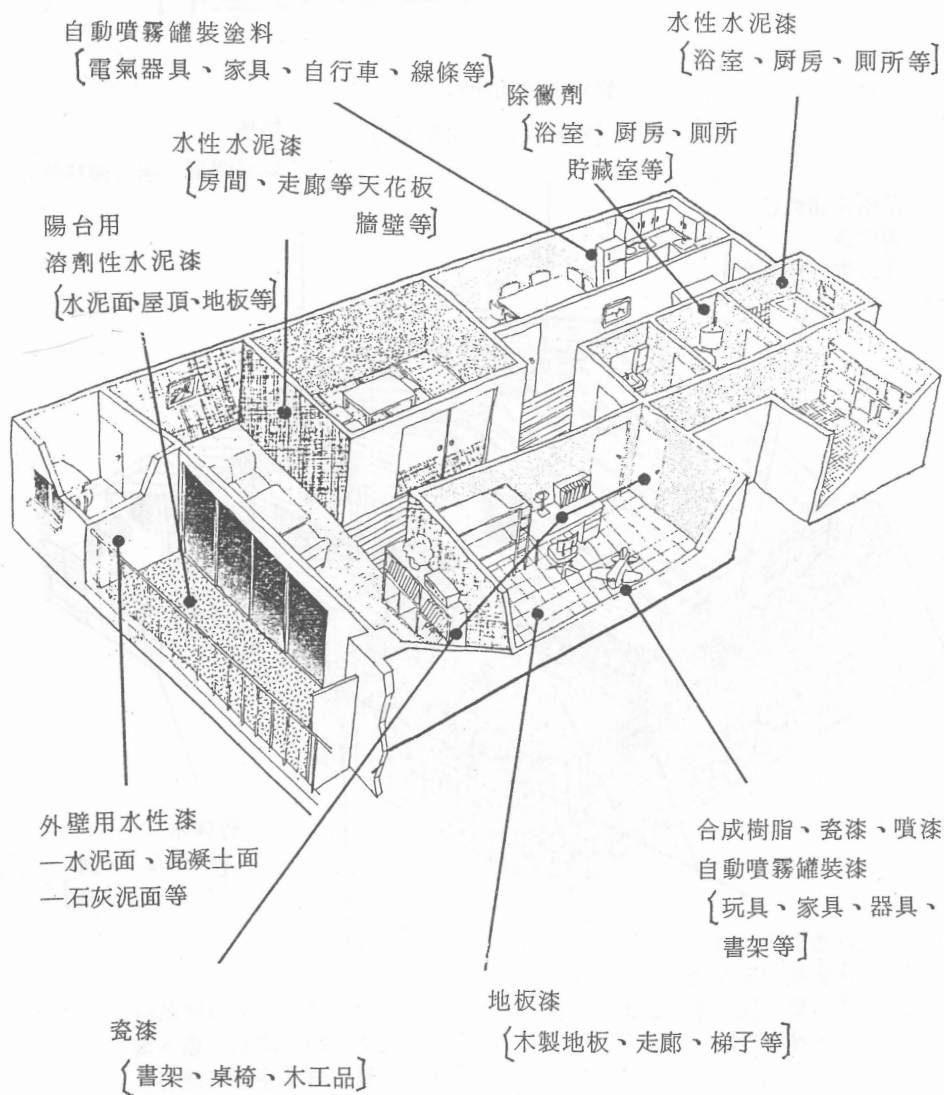 自動噴霧罐裝塗料
〔電氣器具、家具、自行車、線條等〕
水性水泥漆
〔浴室、厨房、厠所等〕
除黴劑
〔浴室、厨房、厠所
貯藏室等〕
水性水泥漆
〔房間、走廊等天花板
牆壁等〕
陽台用
溶劑性水泥漆
〔水泥面、屋頂、地板等〕
外壁用水性漆
—水泥面、混凝土面
—石灰泥面等
合成樹脂、瓷漆、噴漆
自動噴霧罐裝漆
〔玩具、家具、器具、
書架等〕
地板漆
〔木製地板、走廊、梯子等〕
瓷漆
〔書架、桌椅、木工品〕